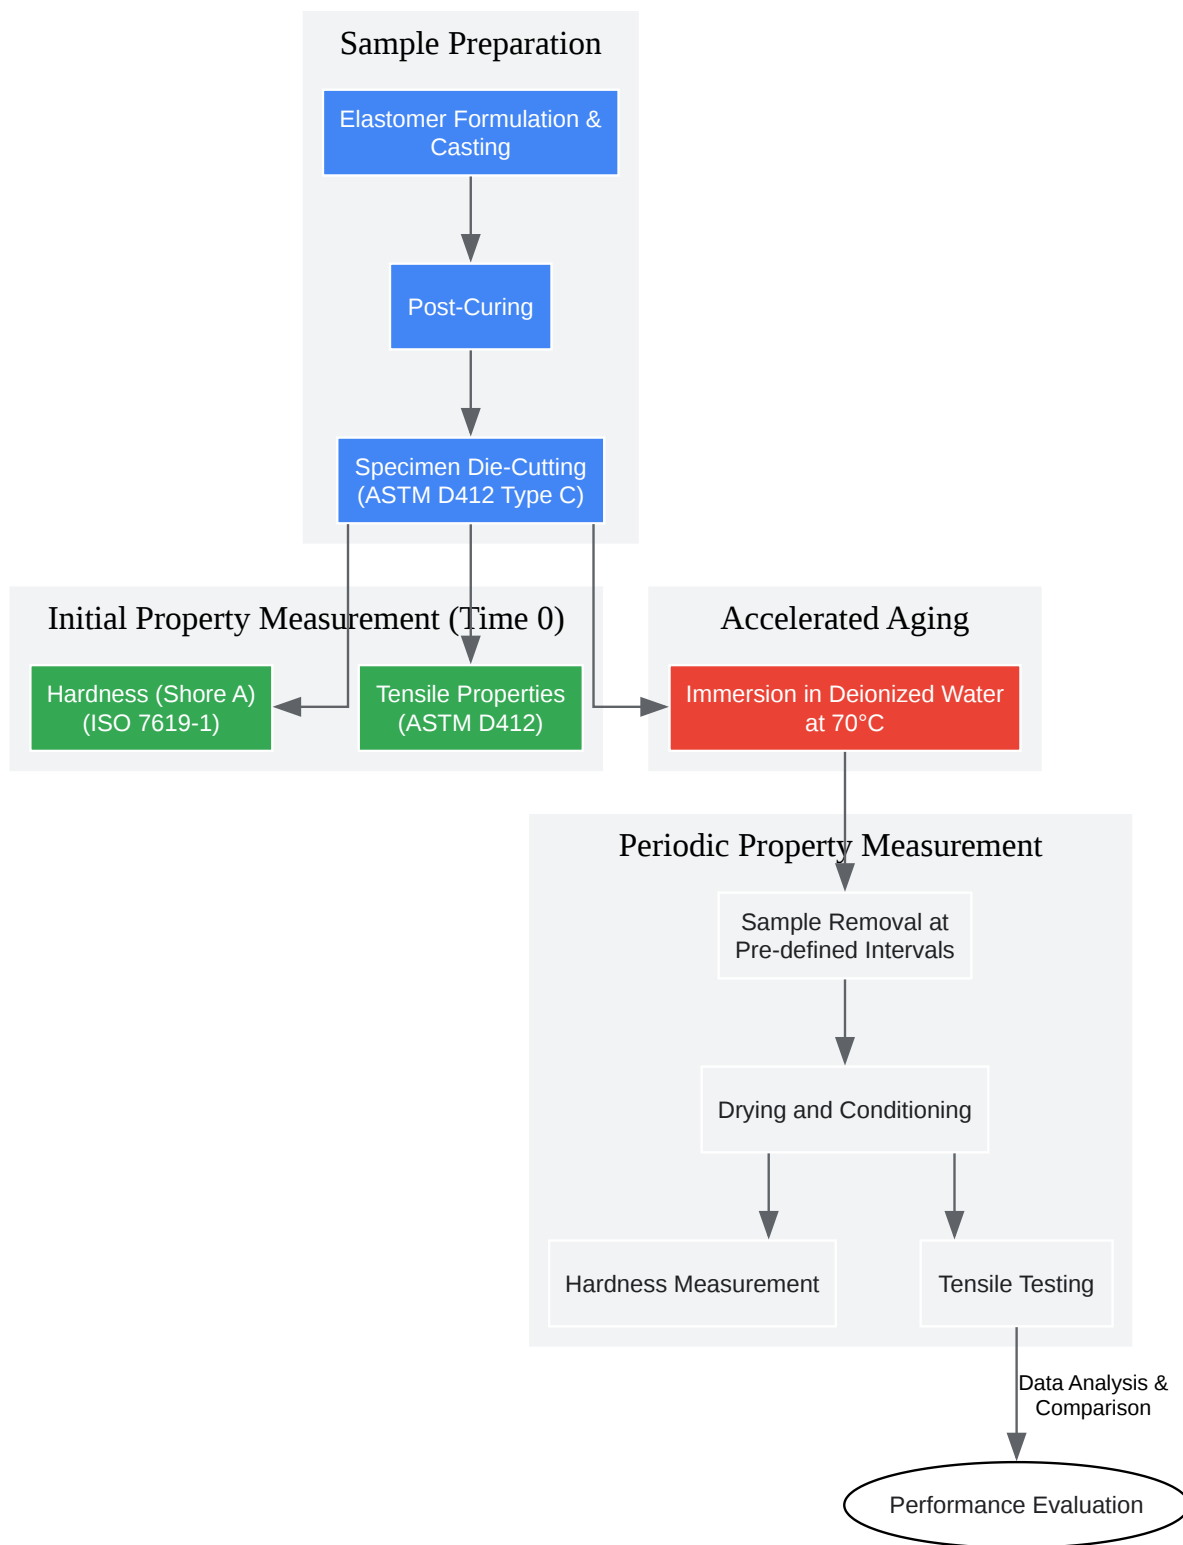 Sample Preparation
Elastomer Formulation &
Casting
Post-Curing
Specimen Die-Cutting
(ASTM D412 Type C)
Initial Property Measurement (Time 0)
Hardness (Shore A)
(ISO 7619-1)
Tensile Properties
(ASTM D412)
Accelerated Aging
Immersion in Deionized Water
at 70°C
Periodic Property Measurement
Sample Removal at
Pre-defined Intervals
Drying and Conditioning
Hardness Measurement
Tensile Testing
Data Analysis &
Comparison
Performance Evaluation